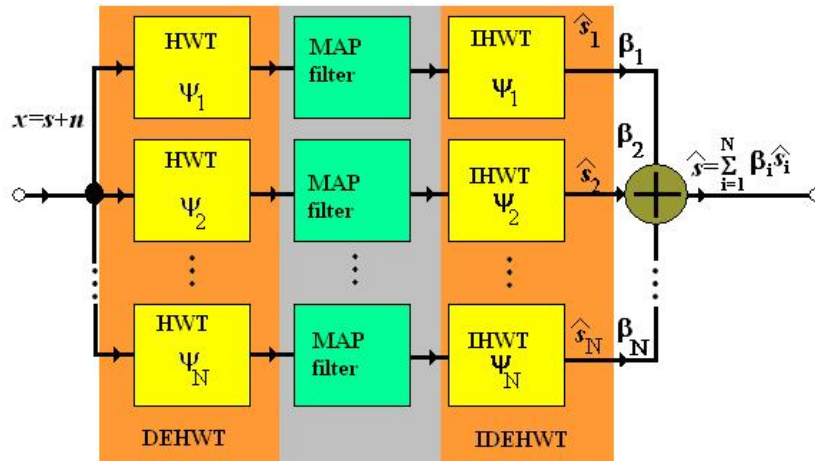 x=s+n
HWT
Ψ1
MAP
filter
IHWT
Ψ1
ŝ1
β1
HWT
Ψ2
MAP
filter
IHWT
Ψ2
ŝ2
β2
ŝ=∑i=1N βiŝi
HWT
ΨN
MAP
filter
IHWT
ΨN
ŝN
βN
DEHWT
IDEHWT